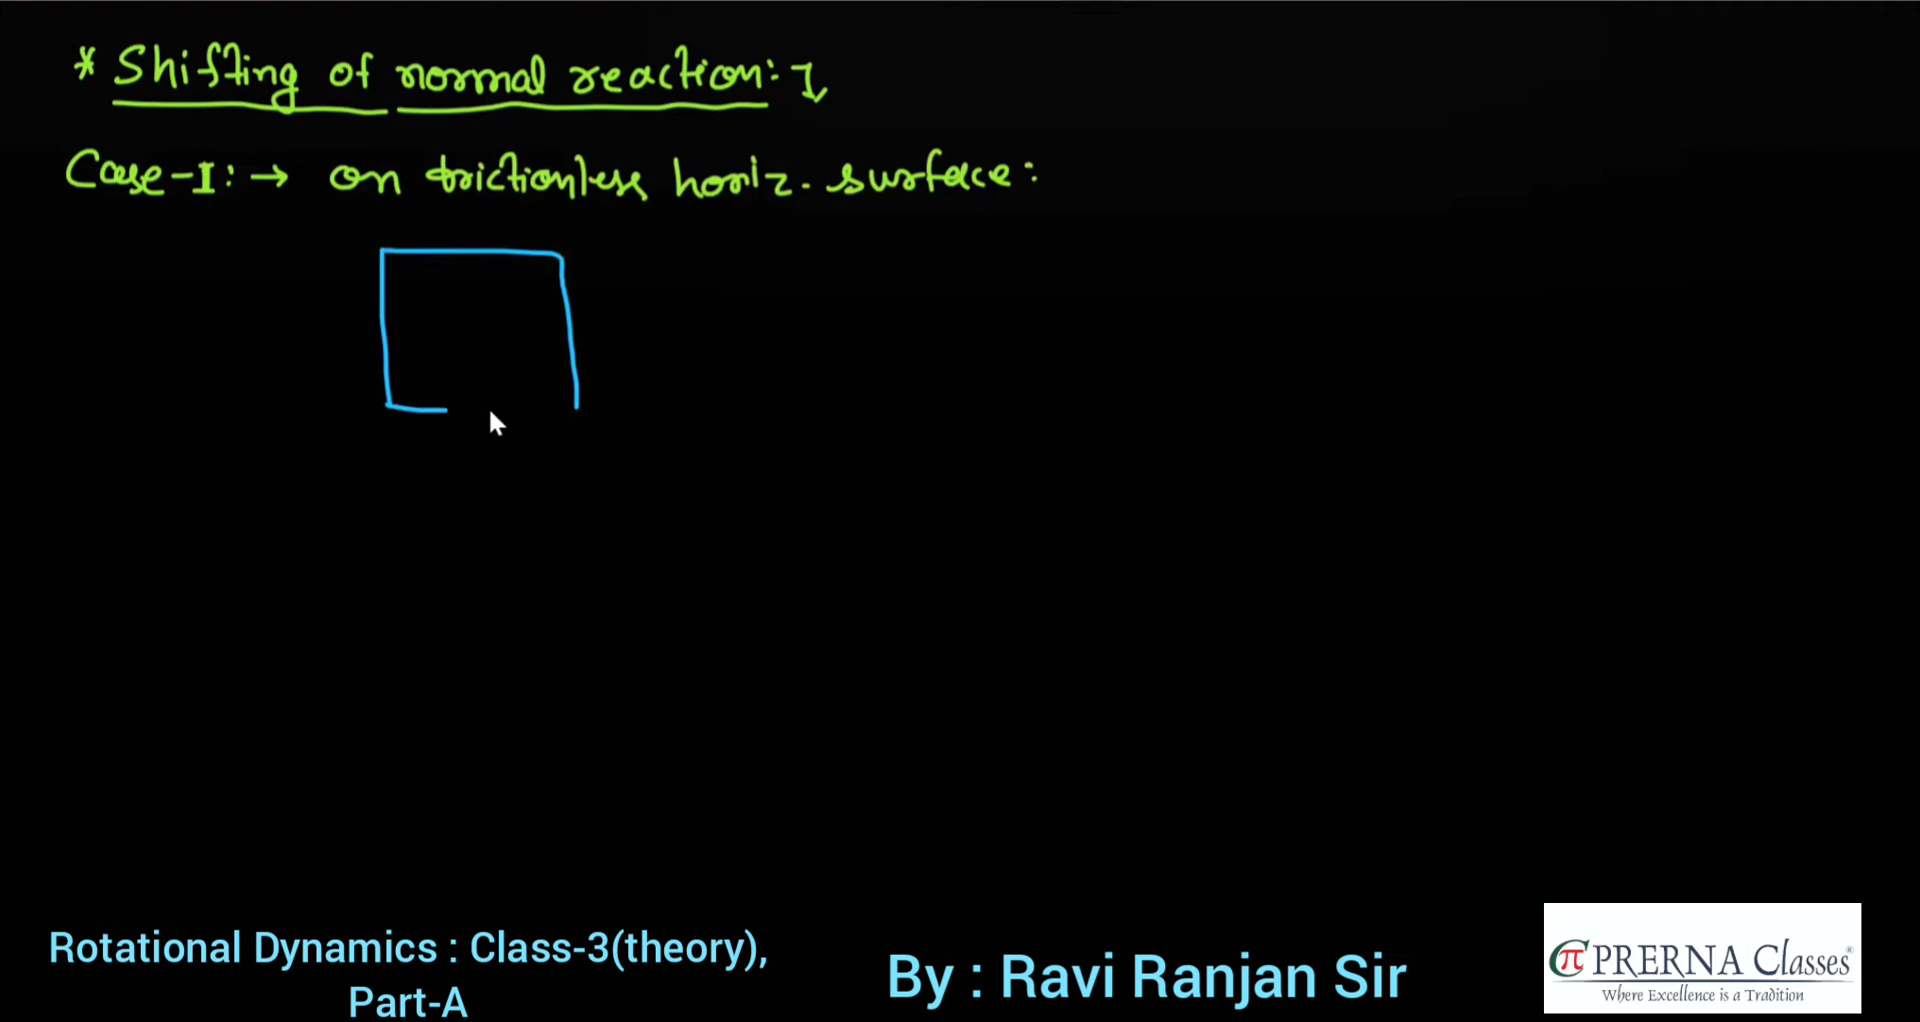 * Shifting of normal reaction:
Case-I: → on frictionless horiz. surface:
Rotational Dynamics : Class-3(theory),
Part-A
By : Ravi Ranjan Sir
PRERNA Classes®
Where Excellence is a Tradition